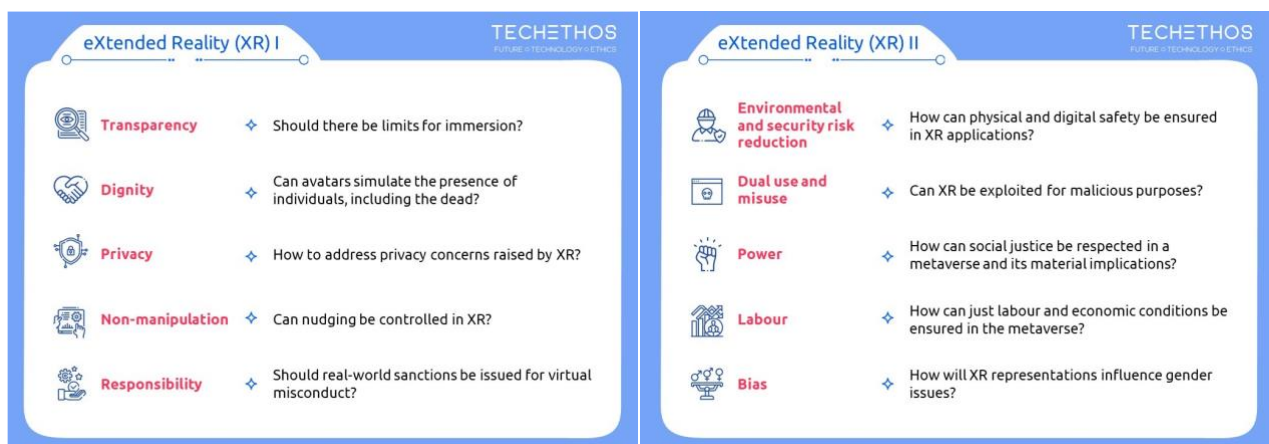 eXtended Reality (XR) I
TECHETHOS
FUTURE TECHNOLOGY ETHICS
Transparency
Should there be limits for immersion?
Dignity
Can avatars simulate the presence of
individuals, including the dead?
Privacy
How to address privacy concerns raised by XR?
Non-manipulation
Can nudging be controlled in XR?
Responsibility
Should real-world sanctions be issued for virtual
misconduct?
eXtended Reality (XR) II
TECHETHOS
FUTURE TECHNOLOGY ETHICS
Environmental
and security risk
reduction
How can physical and digital safety be ensured
in XR applications?
Dual use and
misuse
Can XR be exploited for malicious purposes?
Power
How can social justice be respected in a
metaverse and its material implications?
Labour
How can just labour and economic conditions be
ensured in the metaverse?
Bias
How will XR representations influence gender
issues?